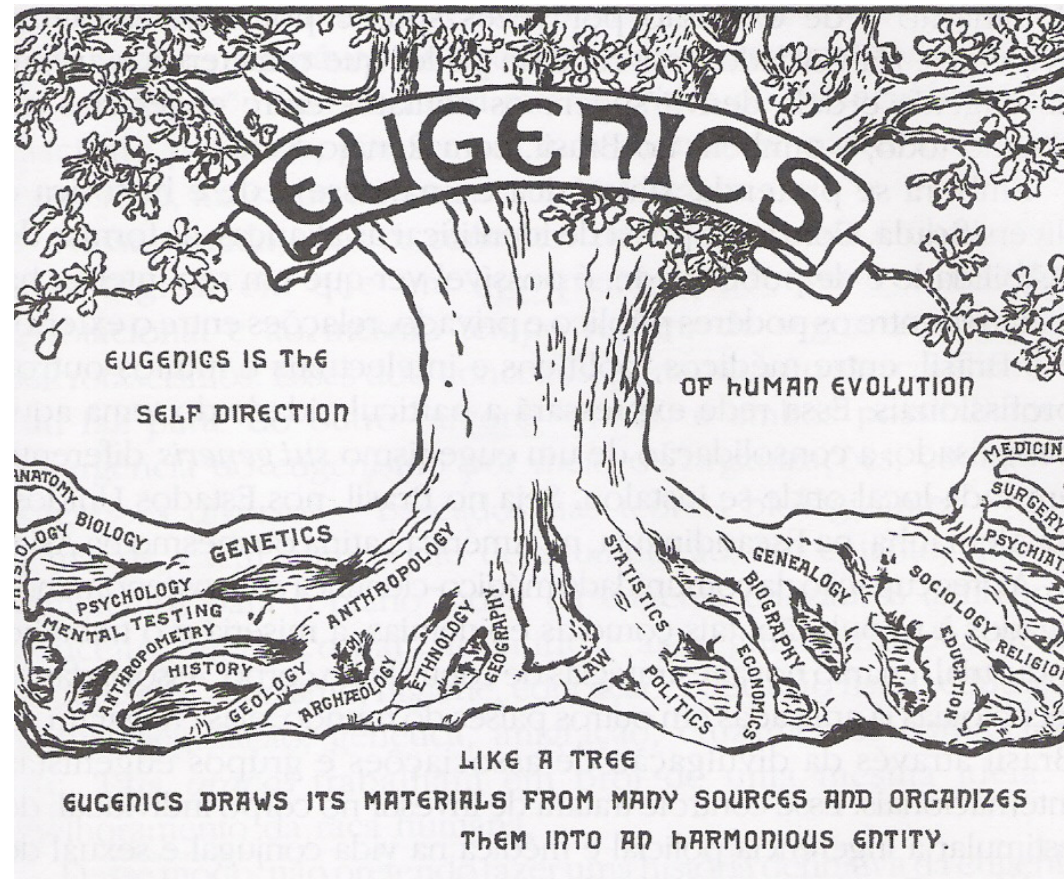 EUGENICS
EUGENICS IS THE
SELF DIRECTION
OF HUMAN EVOLUTION
ANATOMY
BIOLOGY
GENETICS
PSYCHOLOGY
MENTAL TESTING
ANTHROPOMETRY
HISTORY
GEOLOGY
ANTHROPOLOGY
ARCHÆOLOGY
ETHNOLOGY
GEOGRAPHY
LAW
STATISTICS
POLITICS
GENEALOGY
BIOGRAPHY
ECONOMICS
MEDICINE
SURGERY
PSYCHIAT
SOCIOLOGY
EDUCATION
RELIGION
LIKE A TREE
EUGENICS DRAWS ITS MATERIALS FROM MANY SOURCES AND ORGANIZES
THEM INTO AN HARMONIOUS ENTITY.